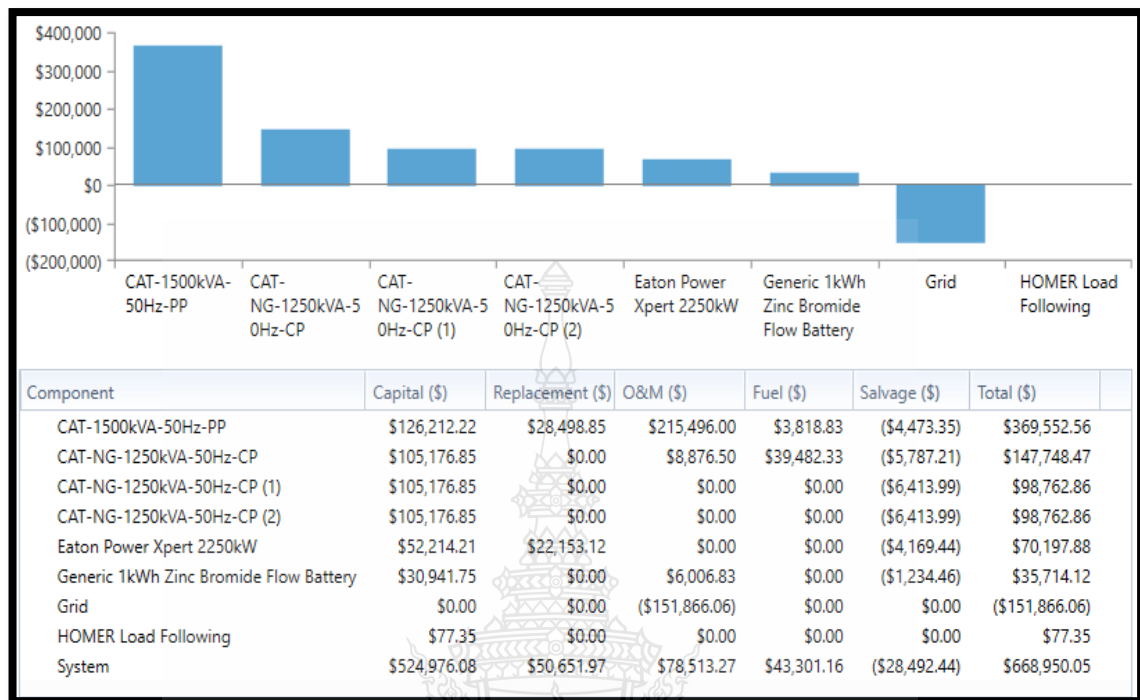 $400,000
$300,000
$200,000
$100,000
$0
($100,000)
($200,000)
CAT-1500kVA-
50Hz-PP
CAT-
NG-1250kVA-5
0Hz-CP
CAT-
NG-1250kVA-5
0Hz-CP (1)
CAT-
NG-1250kVA-5
0Hz-CP (2)
Eaton Power
Xpert 2250kW
Generic 1kWh
Zinc Bromide
Flow Battery
Grid
HOMER Load
Following
Component Capital ($) Replacement ($) O&M ($) Fuel ($) Salvage ($) Total ($)
CAT-1500kVA-50Hz-PP $126,212.22 $28,498.85 $215,496.00 $3,818.83 ($4,473.35) $369,552.56
CAT-NG-1250kVA-50Hz-CP $105,176.85 $0.00 $8,876.50 $39,482.33 ($5,787.21) $147,748.47
CAT-NG-1250kVA-50Hz-CP (1) $105,176.85 $0.00 $0.00 $0.00 ($6,413.99) $98,762.86
CAT-NG-1250kVA-50Hz-CP (2) $105,176.85 $0.00 $0.00 $0.00 ($6,413.99) $98,762.86
Eaton Power Xpert 2250kW $52,214.21 $22,153.12 $0.00 $0.00 ($4,169.44) $70,197.88
Generic 1kWh Zinc Bromide Flow Battery $30,941.75 $0.00 $6,006.83 $0.00 ($1,234.46) $35,714.12
Grid $0.00 $0.00 ($151,866.06) $0.00 $0.00 ($151,866.06)
HOMER Load Following $77.35 $0.00 $0.00 $0.00 $0.00 $77.35
System $524,976.08 $50,651.97 $78,513.27 $43,301.16 ($28,492.44) $668,950.05